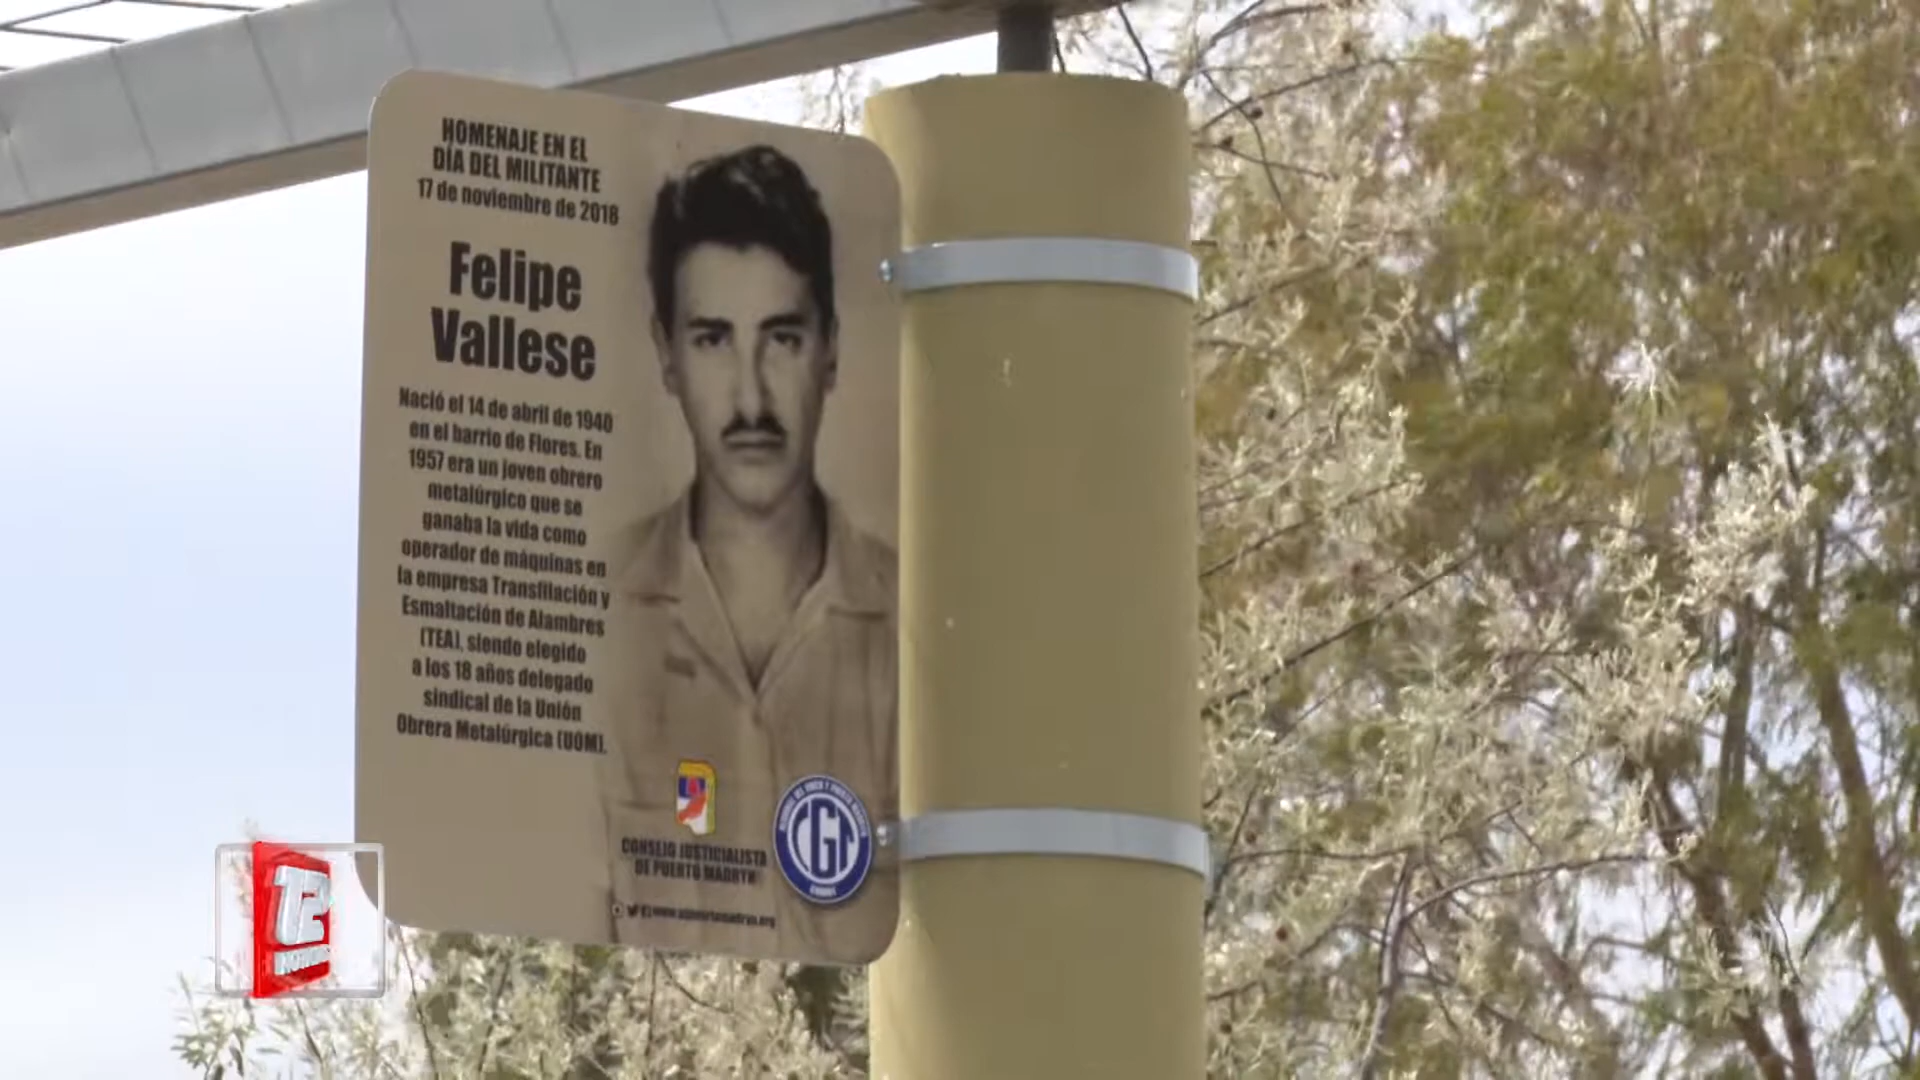 HOMENAJE EN EL
DÍA DEL MILITANTE
17 de noviembre de 2018
Felipe
Vallese
Nació el 14 de abril de 1940
en el barrio de Flores. En
1957 era un joven obrero
metalúrgico que se
ganaba la vida como
operador de máquinas en
la empresa Transfilación y
Esmaltación de Alambres
(TEA), siendo elegido
a los 18 años delegado
sindical de la Unión
Obrera Metalúrgica (UOM).
CONSEJO JUSTICIALISTA
DE PUERTO MADRYN
CGT
12